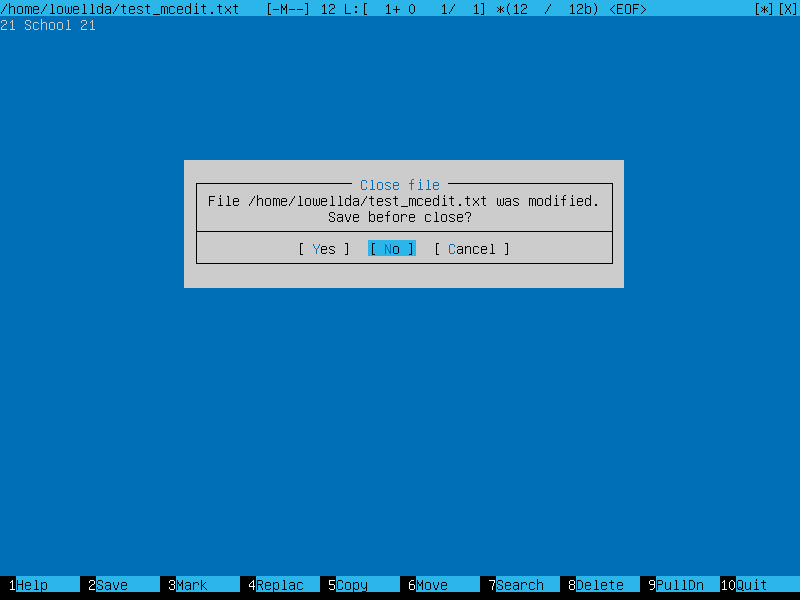 /home/lowellda/test_mcedit.txt [-M--] 12 L:[ 1+ 0 1/ 1] *(12 / 12b) <EOF> [*][X]
21 School 21
Close file
File /home/lowellda/test_mcedit.txt was modified.
Save before close?
[ Yes ] [ No ] [ Cancel ]
1Help 2Save 3Mark 4Replac 5Copy 6Move 7Search 8Delete 9PullDn 10Quit